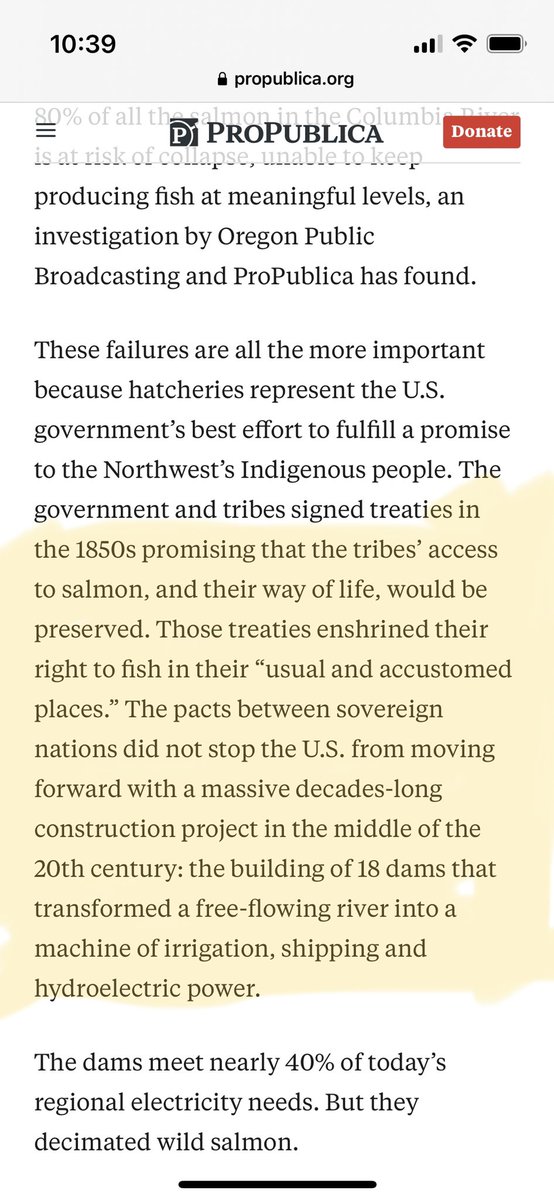 10:39
propublica.org
80% of all the salmon in the Columbia River
PROPUBLICA
Donate
is at risk of collapse, unable to keep
producing fish at meaningful levels, an
investigation by Oregon Public
Broadcasting and ProPublica has found.
These failures are all the more important
because hatcheries represent the U.S.
government’s best effort to fulfill a promise
to the Northwest’s Indigenous people. The
government and tribes signed treaties in
the 1850s promising that the tribes’ access
to salmon, and their way of life, would be
preserved. Those treaties enshrined their
right to fish in their “usual and accustomed
places.” The pacts between sovereign
nations did not stop the U.S. from moving
forward with a massive decades-long
construction project in the middle of the
20th century: the building of 18 dams that
transformed a free-flowing river into a
machine of irrigation, shipping and
hydroelectric power.
The dams meet nearly 40% of today’s
regional electricity needs. But they
decimated wild salmon.